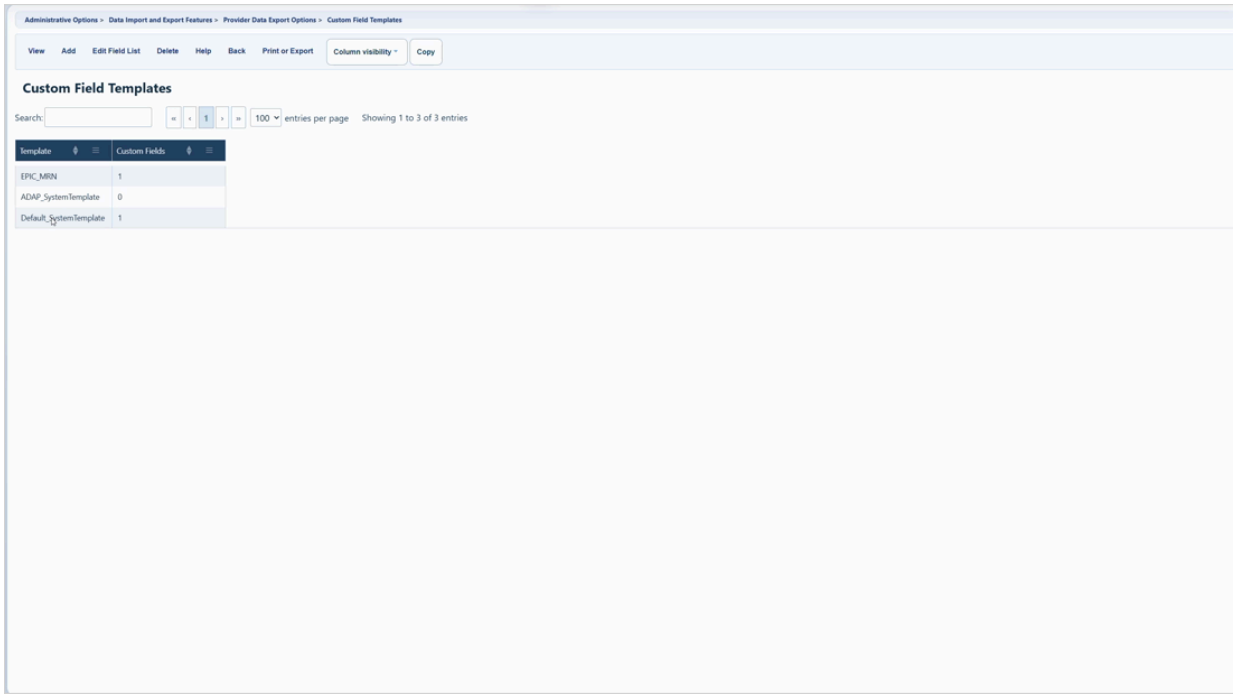 Administrative Options > Data Import and Export Features > Provider Data Export Options > Custom Field Templates
View Add Edit Field List Delete Help Back Print or Export Column visibility Copy
Custom Field Templates
Search: « ‹ 1 › » 100 entries per page Showing 1 to 3 of 3 entries
Template Custom Fields
EPIC_MRN 1
ADAP_SystemTemplate 0
Default_SystemTemplate 1